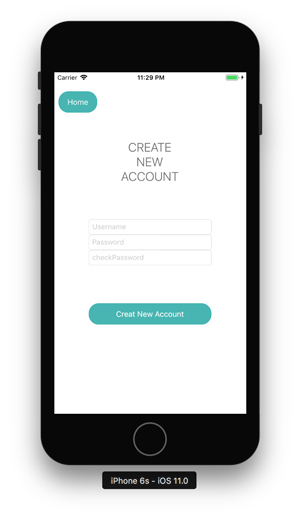 Carrier 11:29 PM
Home
CREATE
NEW
ACCOUNT
Username
Password
checkPassword
Creat New Account
iPhone 6s - iOS 11.0